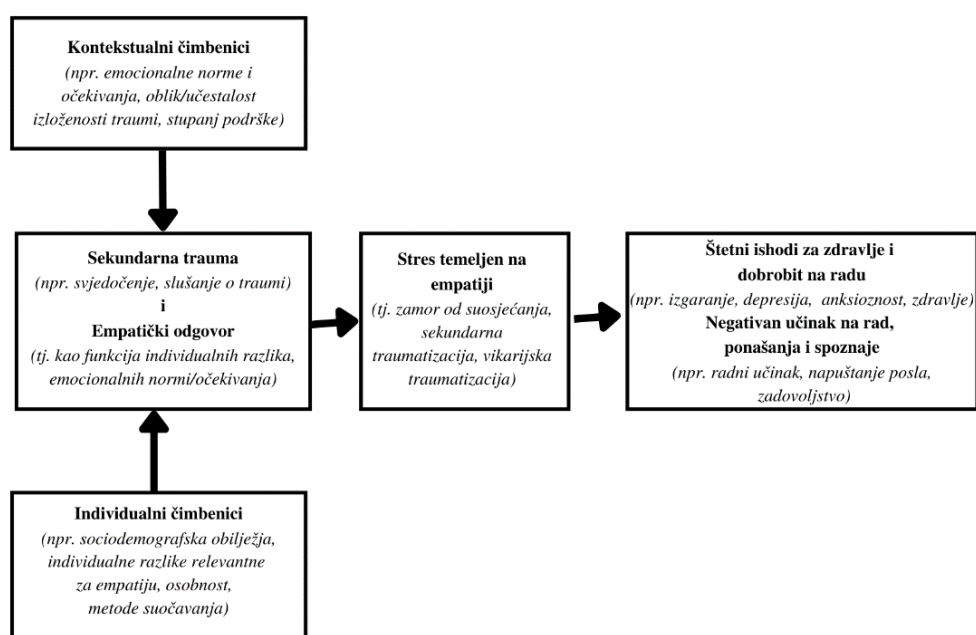 Kontekstualni čimbenici
(npr. emocionalne norme i
očekivanja, oblik/učestalost
izloženosti traumi, stupanj podrške)
Sekundarna trauma
(npr. svjedočenje, slušanje o traumi)
i
Empatički odgovor
(tj. kao funkcija individualnih razlika,
emocionalnih normi/očekivanja)
Stres temeljen na
empatiji
(tj. zamor od suosjećanja,
sekundarna
traumatizacija, vikarijska
traumatizacija)
Štetni ishodi za zdravlje i
dobrobit na radu
(npr. izgaranje, depresija, anksioznost, zdravlje)
Negativan učinak na rad,
ponašanja i spoznaje
(npr. radni učinak, napuštanje posla,
zadovoljstvo)
Individualni čimbenici
(npr. sociodemografska obilježja,
individualne razlike relevantne
za empatiju, osobnost,
metode suočavanja)